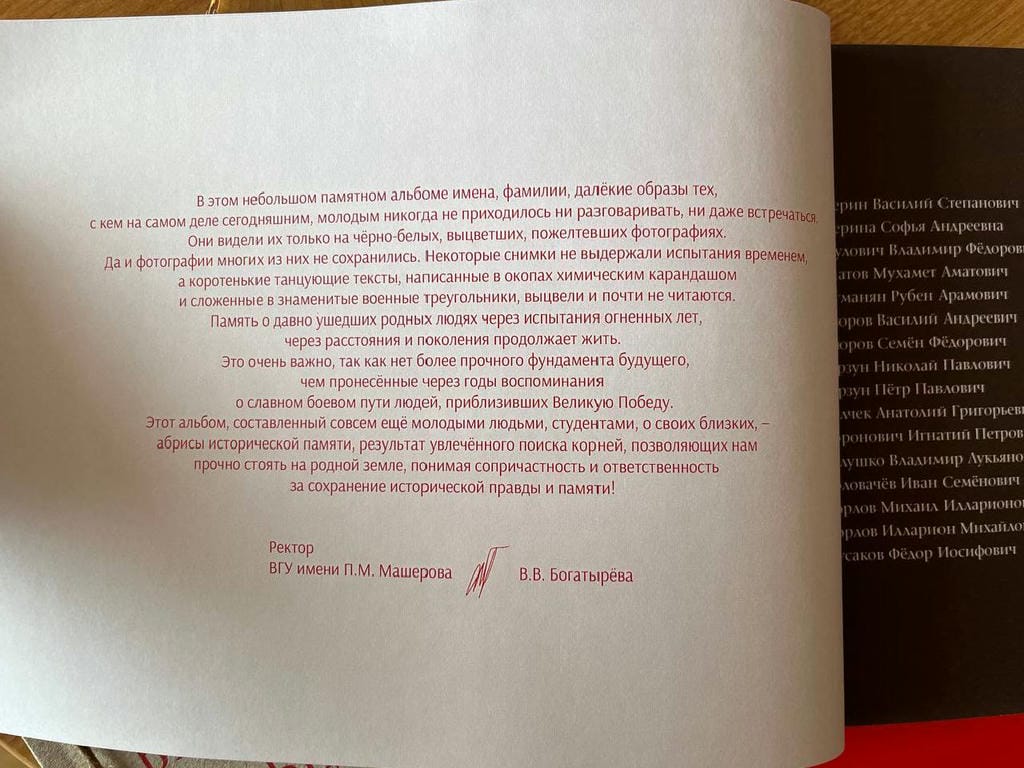 В этом небольшом памятном альбоме имена, фамилии, далёкие образы тех,
с кем на самом деле сегодняшним, молодым никогда не приходилось ни разговаривать, ни даже встречаться.
Они видели их только на чёрно-белых, выцветших, пожелтевших фотографиях.
Да и фотографии многих из них не сохранились. Некоторые снимки не выдержали испытания временем,
а коротенькие танцующие тексты, написанные в окопах химическим карандашом
и сложенные в знаменитые военные треугольники, выцвели и почти не читаются.
Память о давно ушедших родных людях через испытания огненных лет,
через расстояния и поколения продолжает жить.
Это очень важно, так как нет более прочного фундамента будущего,
чем пронесённые через годы воспоминания
о славном боевом пути людей, приблизивших Великую Победу.
Этот альбом, составленный совсем ещё молодыми людьми, студентами, о своих близких, –
абрисы исторической памяти, результат увлечённого поиска корней, позволяющих нам
прочно стоять на родной земле, понимая сопричастность и ответственность
за сохранение исторической правды и памяти!
Ректор
ВГУ имени П.М. Машерова
В.В. Богатырёва
Василий Степанович
Софья Андреевна
Владимир Фёдорович
Мухамет Аматович
Рубен Арамович
Василий Андреевич
Семён Фёдорович
Николай Павлович
Пётр Павлович
Анатолий
Игнатий
Владимир
Иван Семёнович
Михаил
Илларион
Фёдор Иосифович